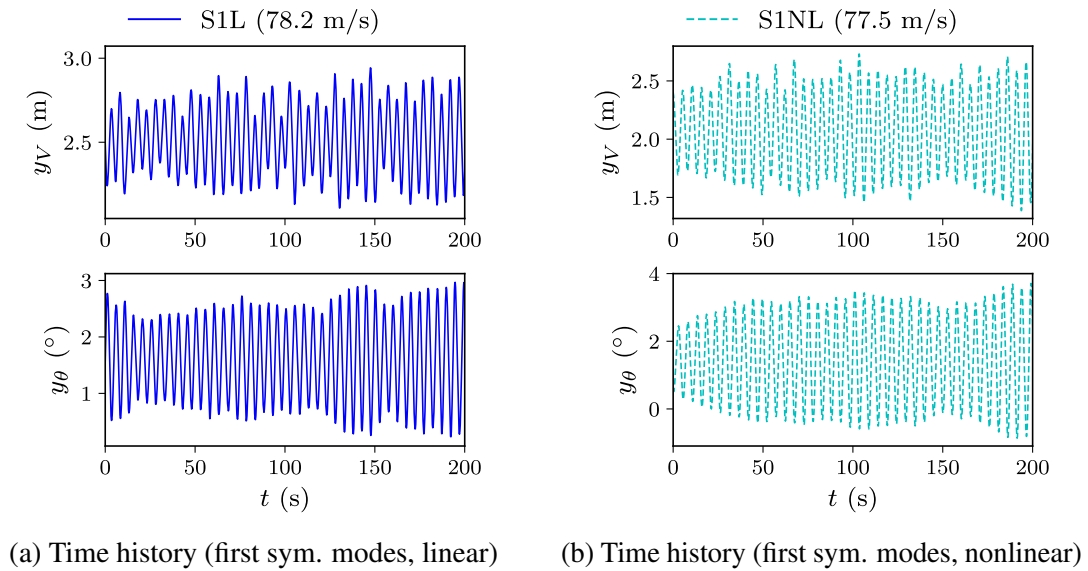 S1L (78.2 m/s)
3.0
2.5
y_V (m)
0 50 100 150 200
3
2
1
y_θ (°)
0 50 100 150 200
t (s)
(a) Time history (first sym. modes, linear)
S1NL (77.5 m/s)
2.5
2.0
1.5
y_V (m)
0 50 100 150 200
4
2
0
y_θ (°)
0 50 100 150 200
t (s)
(b) Time history (first sym. modes, nonlinear)